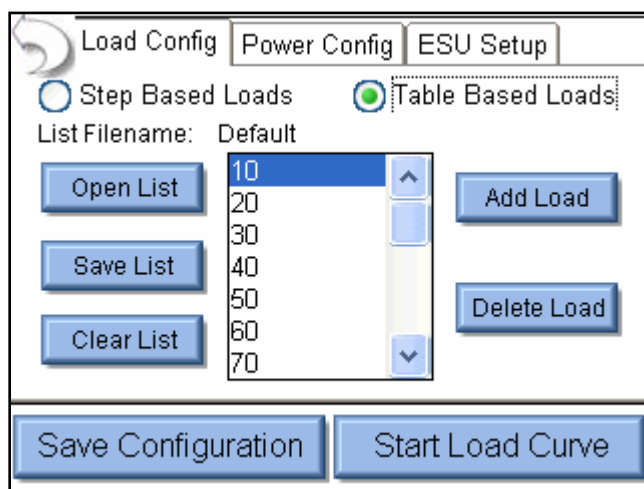 Load Config Power Config ESU Setup
Step Based Loads Table Based Loads
List Filename: Default
Open List
Save List
Clear List
10
20
30
40
50
60
70
Add Load
Delete Load
Save Configuration Start Load Curve